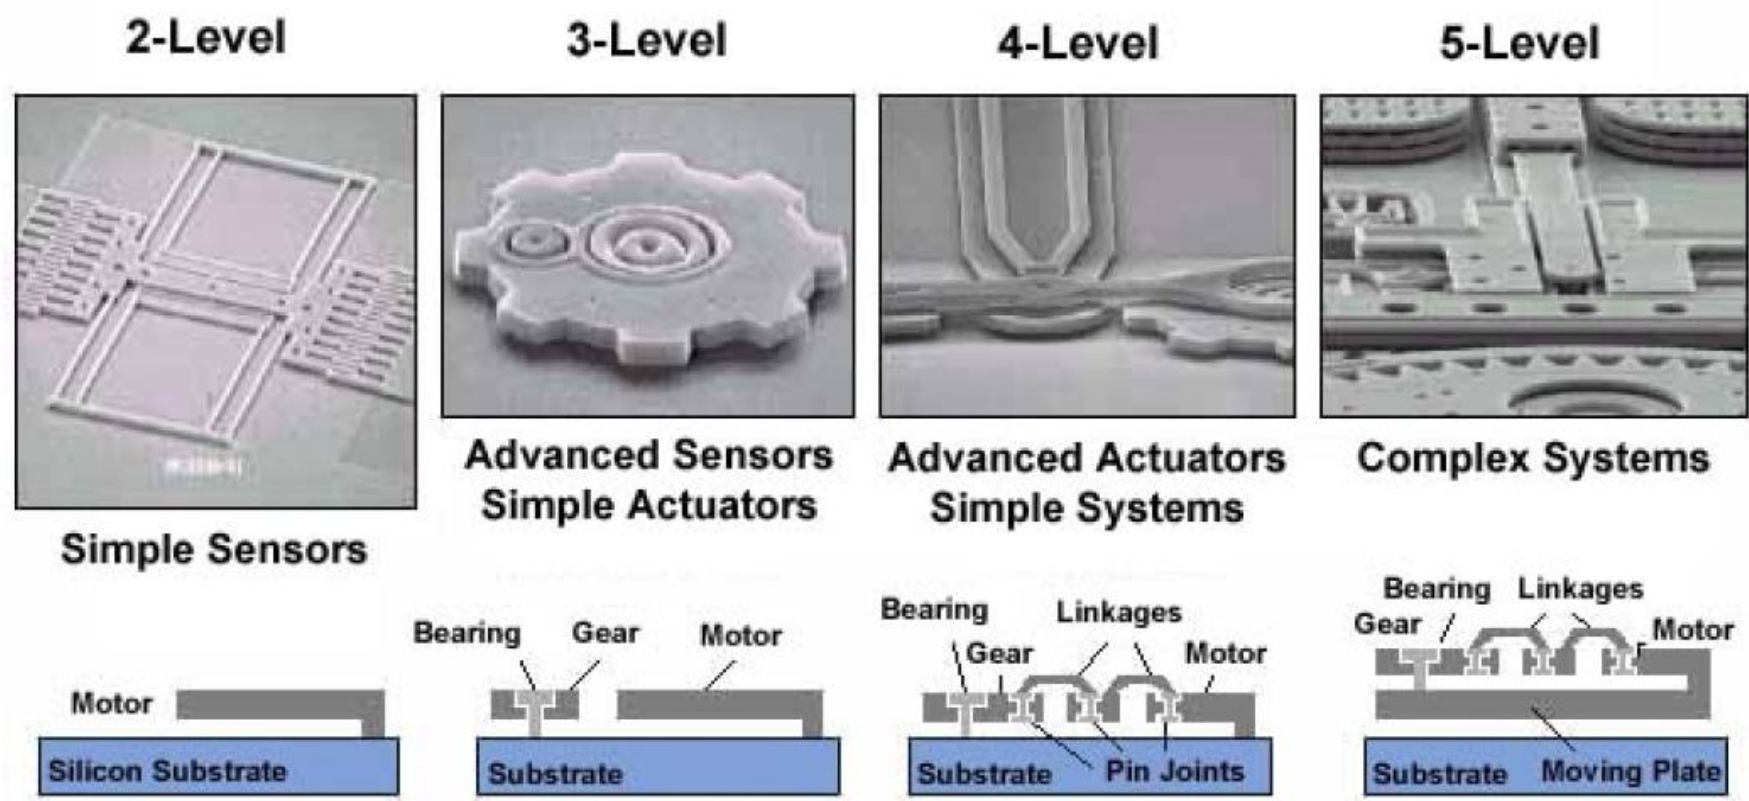 2-Level
3-Level
4-Level
5-Level
Simple Sensors
Advanced Sensors
Simple Actuators
Advanced Actuators
Simple Systems
Complex Systems
Motor
Silicon Substrate
Bearing
Gear
Motor
Substrate
Bearing
Linkages
Gear
Motor
Substrate
Pin Joints
Bearing
Linkages
Gear
Motor
Substrate
Moving Plate